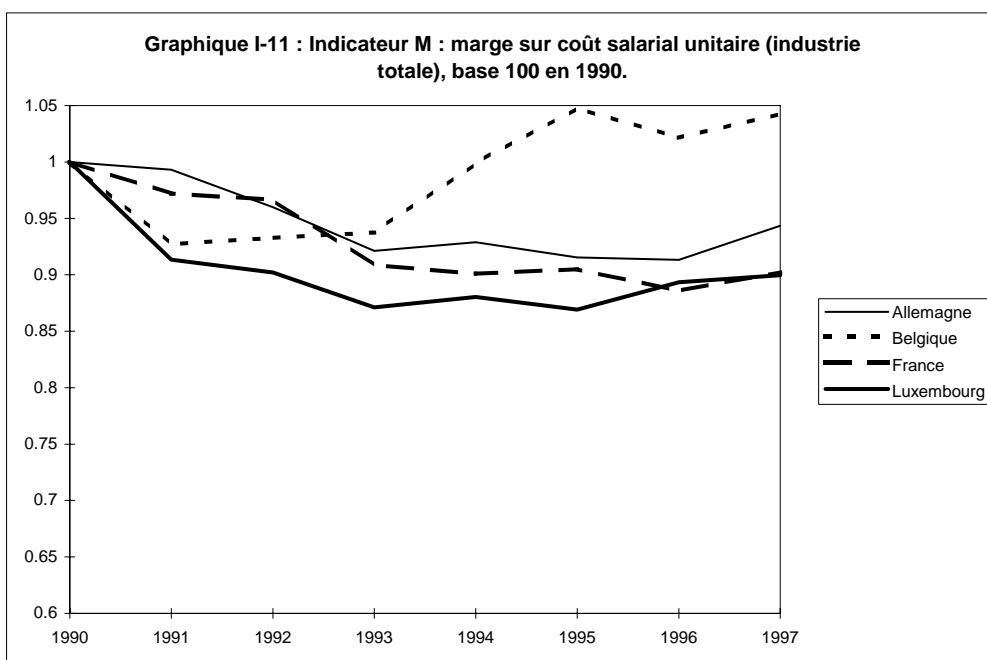 Graphique I-11 : Indicateur M : marge sur coût salarial unitaire (industrie
totale), base 100 en 1990.
1.05
1
0.95
0.9
0.85
0.8
0.75
0.7
0.65
0.6
1990 1991 1992 1993 1994 1995 1996 1997
Allemagne
Belgique
France
Luxembourg